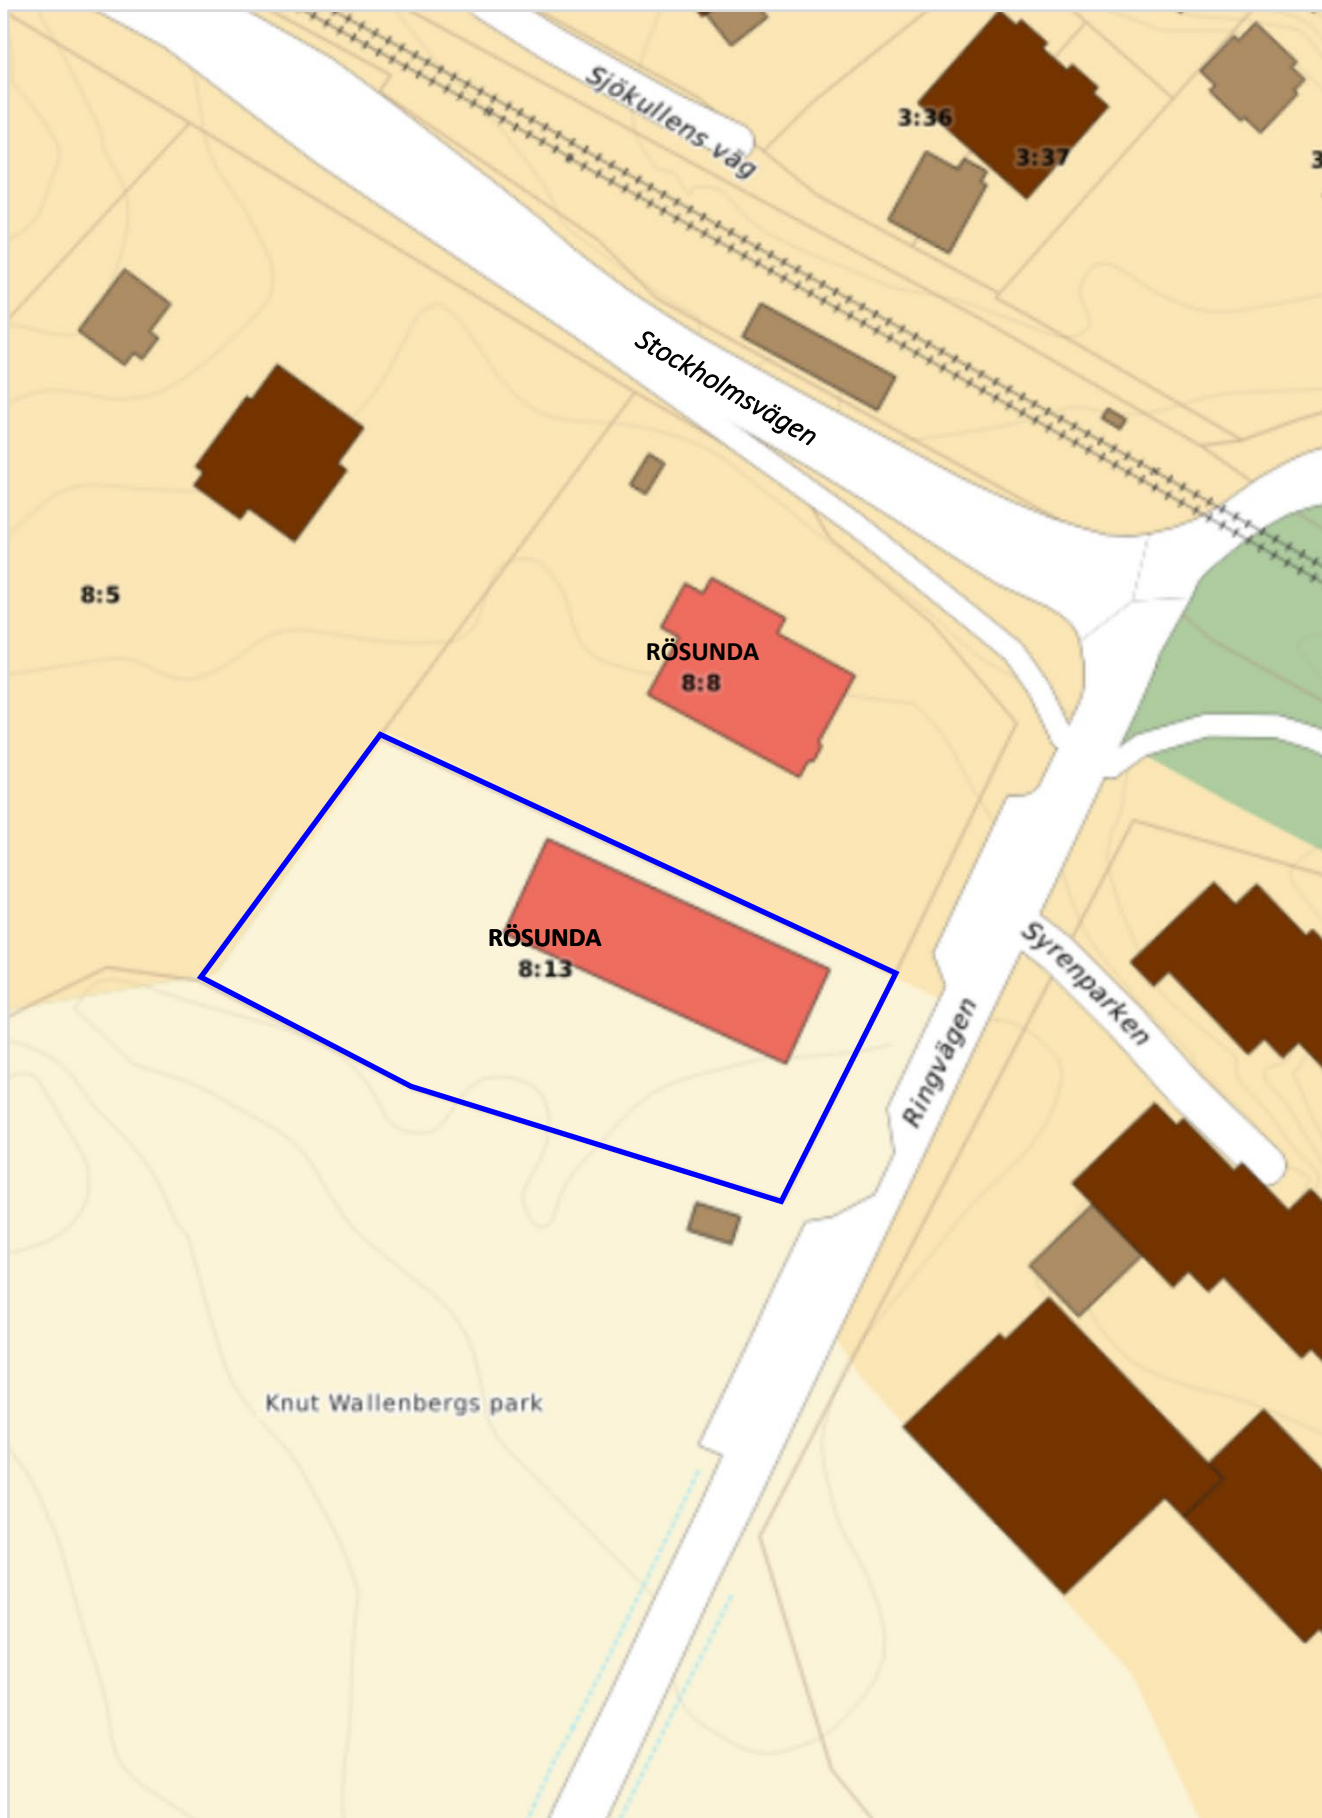 Sjökullens väg
3:36
3:37
Stockholmsvägen
8:5
RÖSUNDA
8:8
RÖSUNDA
8:13
Syrenparken
Ringvägen
Knut Wallenbergs park